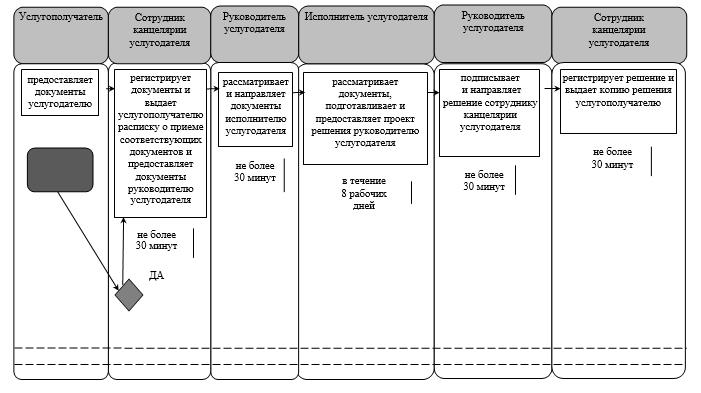 Услугополучатель
Сотрудник
канцелярии
услугодателя
Руководитель
услугодателя
Исполнитель услугодателя
Руководитель
услугодателя
Сотрудник
канцелярии
услугодателя
предоставляет
документы
услугодателю
регистрирует
документы и
выдает
услугополучателю
расписку о приеме
соответствующих
документов и
предоставляет
документы
руководителю
услугодателя
рассматривает
и направляет
документы
исполнителю
услугодателя
рассматривает
документы,
подготавливает и
предоставляет проект
решения руководителю
услугодателя
подписывает
и направляет
решение сотруднику
канцелярии
услугодателя
регистрирует решение и
выдает копию решения
услугополучателю
не более
30 минут
не более
30 минут
в течение
8 рабочих
дней
не более
30 минут
не более
30 минут
ДА